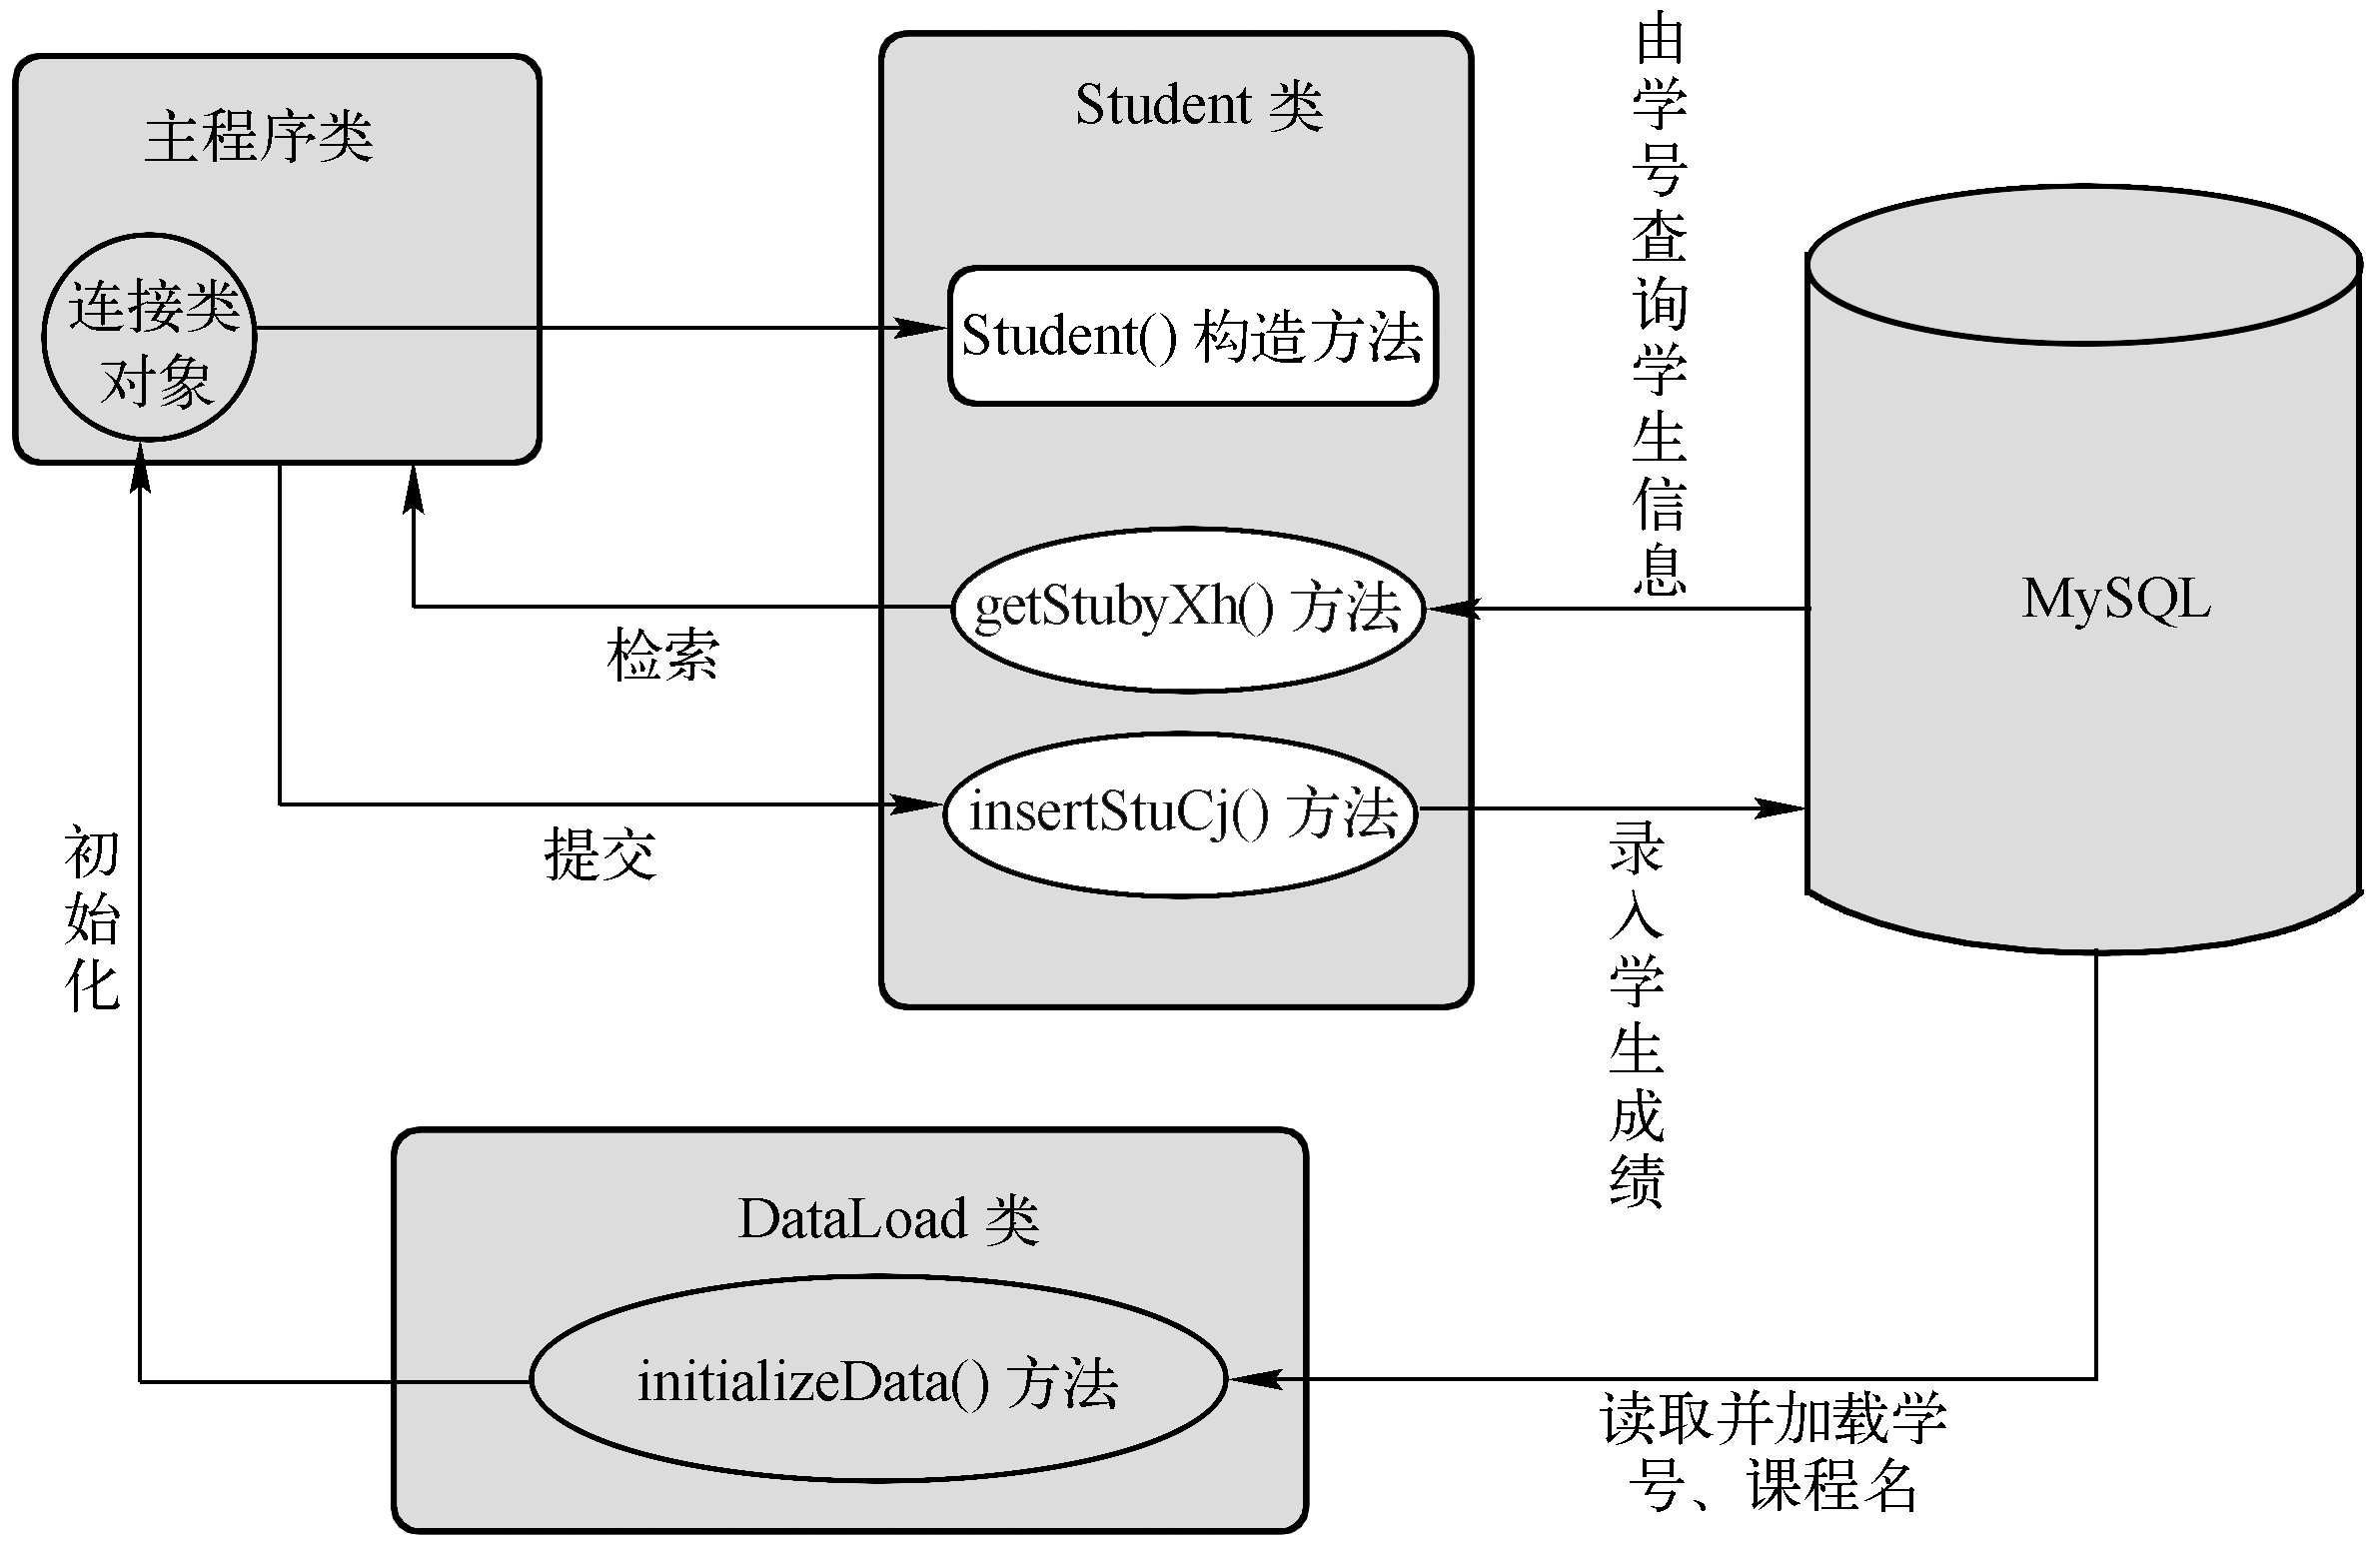 主程序类
连接类
对象
Student 类
Student() 构造方法
getStubyXh() 方法
insertStuCj() 方法
由学号查询学生信息
MySQL
检索
提交
录入学生成绩
初始化
DataLoad 类
initializeData() 方法
读取并加载学
号、课程名